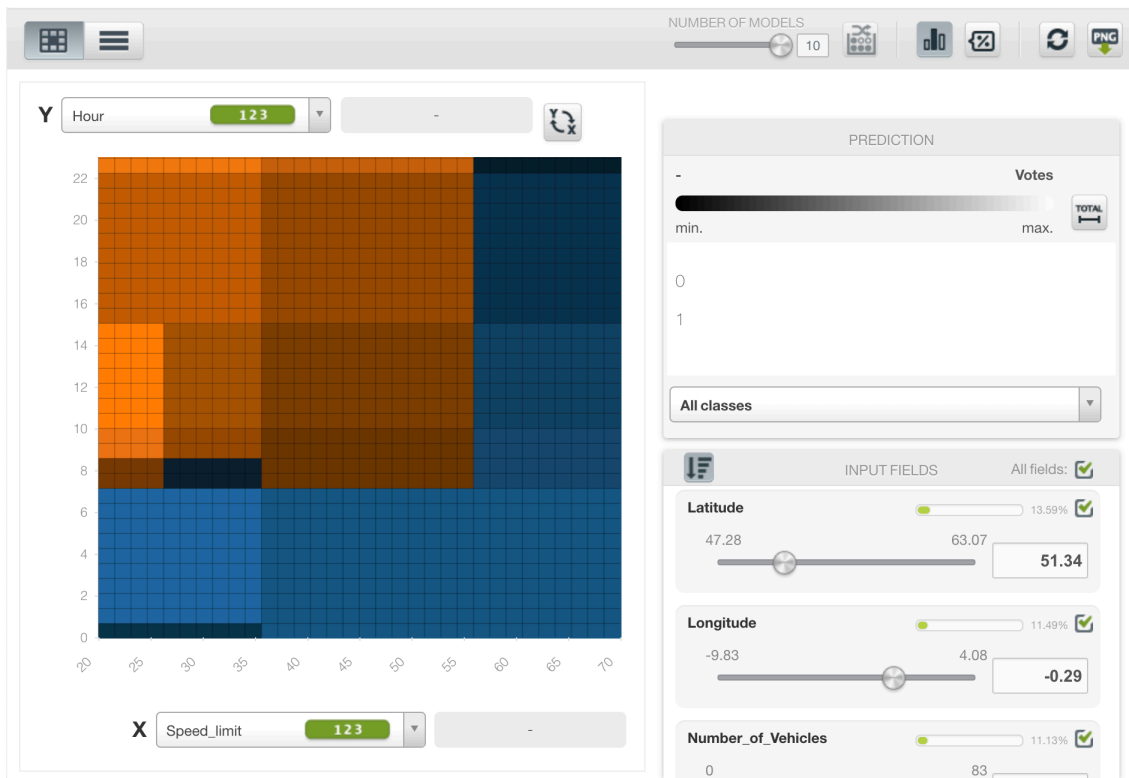 NUMBER OF MODELS
10
PNG
Y Hour 123 -
Y X
22
20
18
16
14
12
10
8
6
4
2
0
20 25 30 35 40 45 50 55 60 65 70
X Speed_limit 123 -
PREDICTION
- Votes
TOTAL
min. max.
0
1
All classes
INPUT FIELDS All fields:
Latitude 13.59%
47.28 63.07
51.34
Longitude 11.49%
-9.83 4.08
-0.29
Number_of_Vehicles 11.13%
0 83